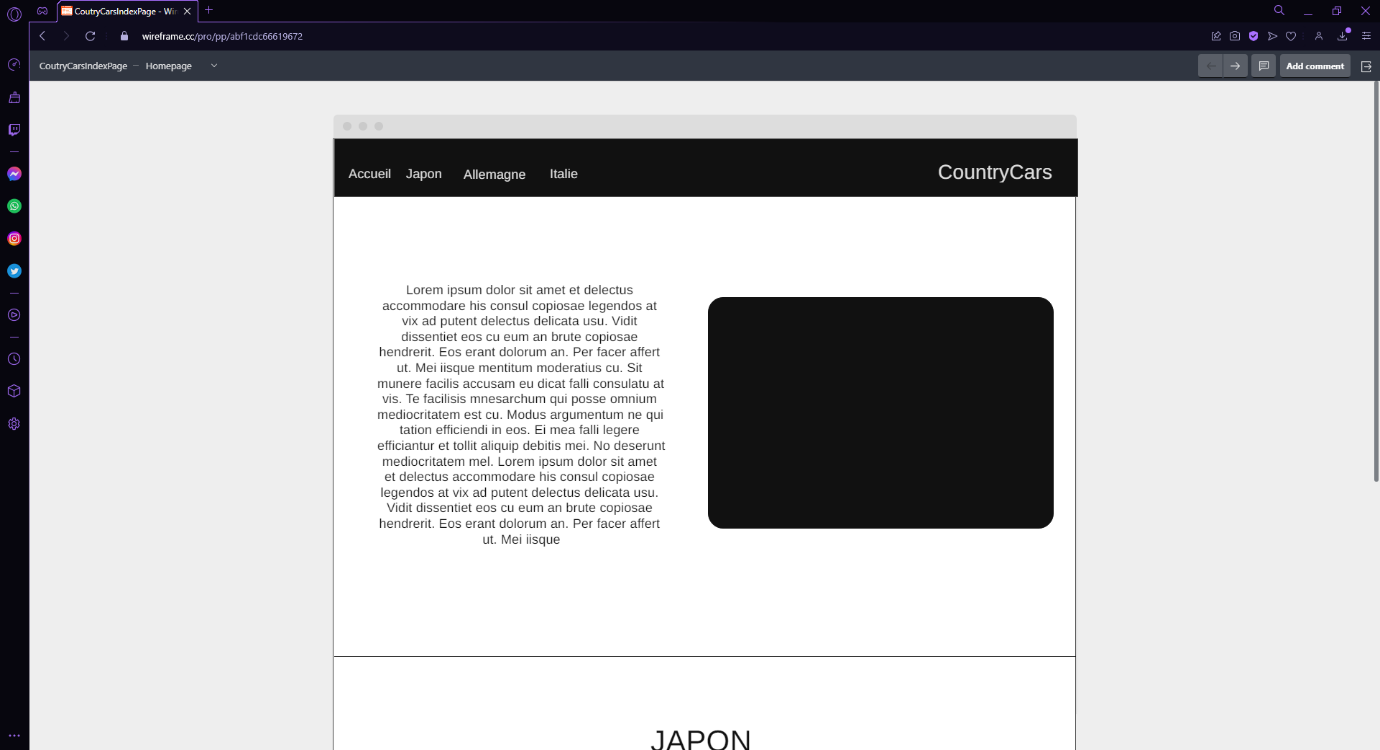 CoutryCarsIndexPage - Wir
wireframe.cc/pro/pp/abf1cdc66619672
CoutryCarsIndexPage – Homepage
Add comment
Accueil Japon Allemagne Italie CountryCars
Lorem ipsum dolor sit amet et delectus
accommodare his consul copiosae legendos at
vix ad putent delectus delicata usu. Vidit
dissentiet eos cu eum an brute copiosae
hendrerit. Eos erant dolorum an. Per facer affert
ut. Mei iisque mentitum moderatius cu. Sit
munere facilis accusam eu dicat falli consulatu at
vis. Te facilisis mnesarchum qui posse omnium
mediocritatem est cu. Modus argumentum ne qui
tation efficiendi in eos. Ei mea falli legere
efficiantur et tollit aliquip debitis mei. No deserunt
mediocritatem mel. Lorem ipsum dolor sit amet
et delectus accommodare his consul copiosae
legendos at vix ad putent delectus delicata usu.
Vidit dissentiet eos cu eum an brute copiosae
hendrerit. Eos erant dolorum an. Per facer affert
ut. Mei iisque
JAPON